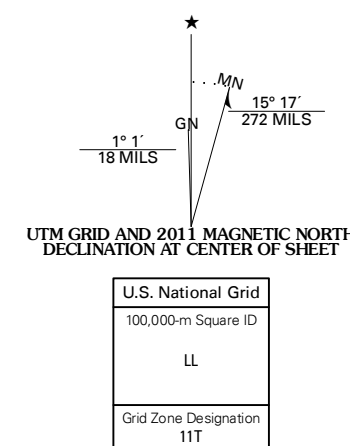 MN
15° 17´
272 MILS
GN
1° 1´
18 MILS
UTM GRID AND 2011 MAGNETIC NORTH
DECLINATION AT CENTER OF SHEET
U.S. National Grid
100,000-m Square ID
LL
Grid Zone Designation
11T